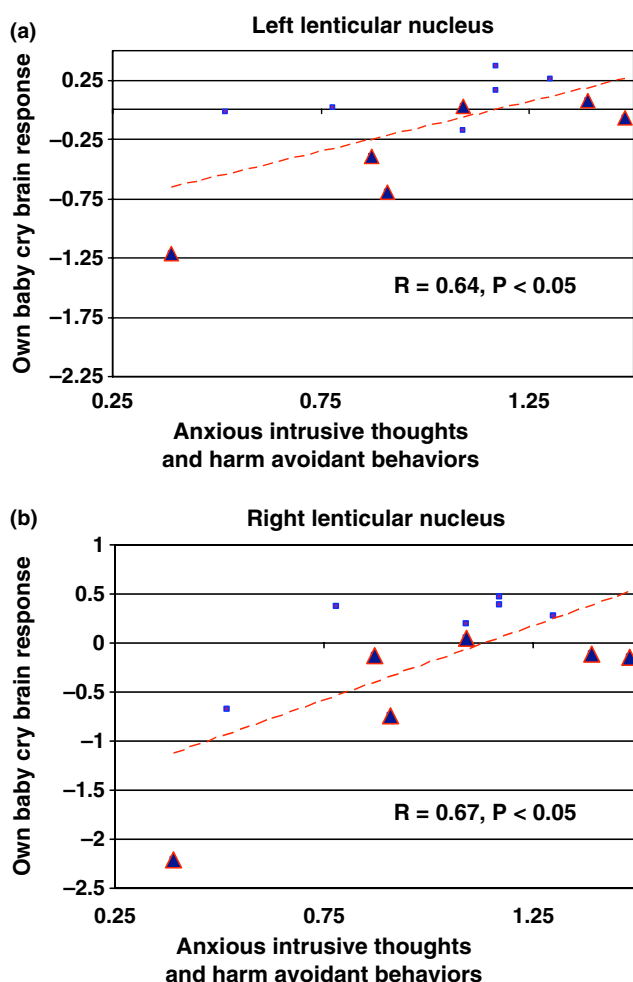 (a)
Left lenticular nucleus
Own baby cry brain response
0.25
−0.25
−0.75
−1.25
−1.75
−2.25
R = 0.64, P < 0.05
0.25 0.75 1.25
Anxious intrusive thoughts
and harm avoidant behaviors
(b)
Right lenticular nucleus
Own baby cry brain response
1
0.5
0
−0.5
−1
−1.5
−2
−2.5
R = 0.67, P < 0.05
0.25 0.75 1.25
Anxious intrusive thoughts
and harm avoidant behaviors